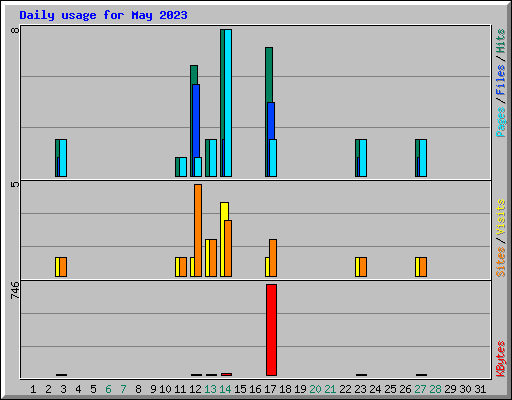 Daily usage for May 2023
8
5
746
Pages / Files / Hits
Sites / Visits
KBytes
1 2 3 4 5 6 7 8 9 10 11 12 13 14 15 16 17 18 19 20 21 22 23 24 25 26 27 28 29 30 31